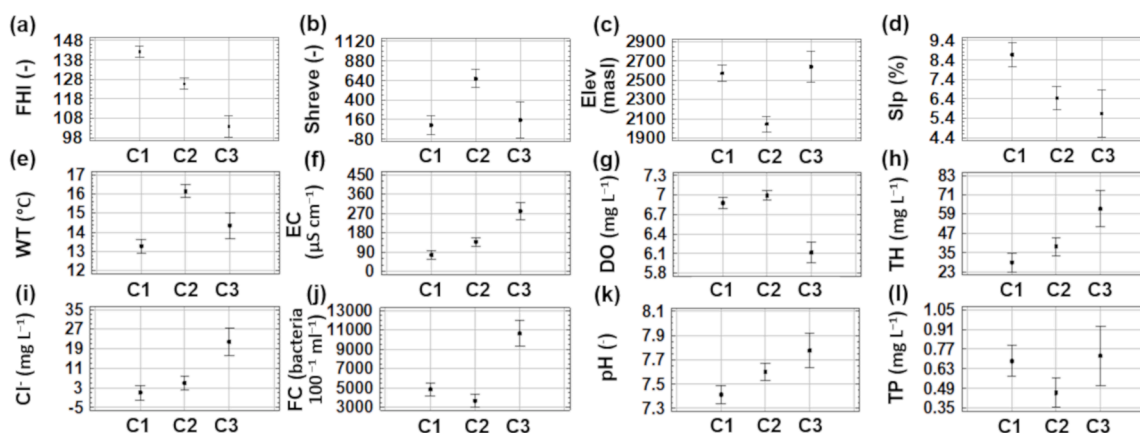 (a) (b) (c) (d)
FHI (-) 148 138 128 118 108 98
Shreve (-) 1120 880 640 400 160 -80
Elev (masl) 2900 2700 2500 2300 2100 1900
Slp (%) 9.4 8.4 7.4 6.4 5.4 4.4
C1 C2 C3 C1 C2 C3 C1 C2 C3 C1 C2 C3
(e) (f) (g) (h)
WT (°C) 17 16 15 14 13 12
EC (µS cm⁻¹) 450 360 270 180 90 0
DO (mg L⁻¹) 7.3 7 6.7 6.4 6.1 5.8
TH (mg L⁻¹) 83 71 59 47 35 23
C1 C2 C3 C1 C2 C3 C1 C2 C3 C1 C2 C3
(i) (j) (k) (l)
Cl⁻ (mg L⁻¹) 35 27 19 11 3 -5
FC (bacteria 100⁻¹ ml⁻¹) 13000 11000 9000 7000 5000 3000
pH (-) 8.1 7.9 7.7 7.5 7.3
TP (mg L⁻¹) 1.05 0.91 0.77 0.63 0.49 0.35
C1 C2 C3 C1 C2 C3 C1 C2 C3 C1 C2 C3